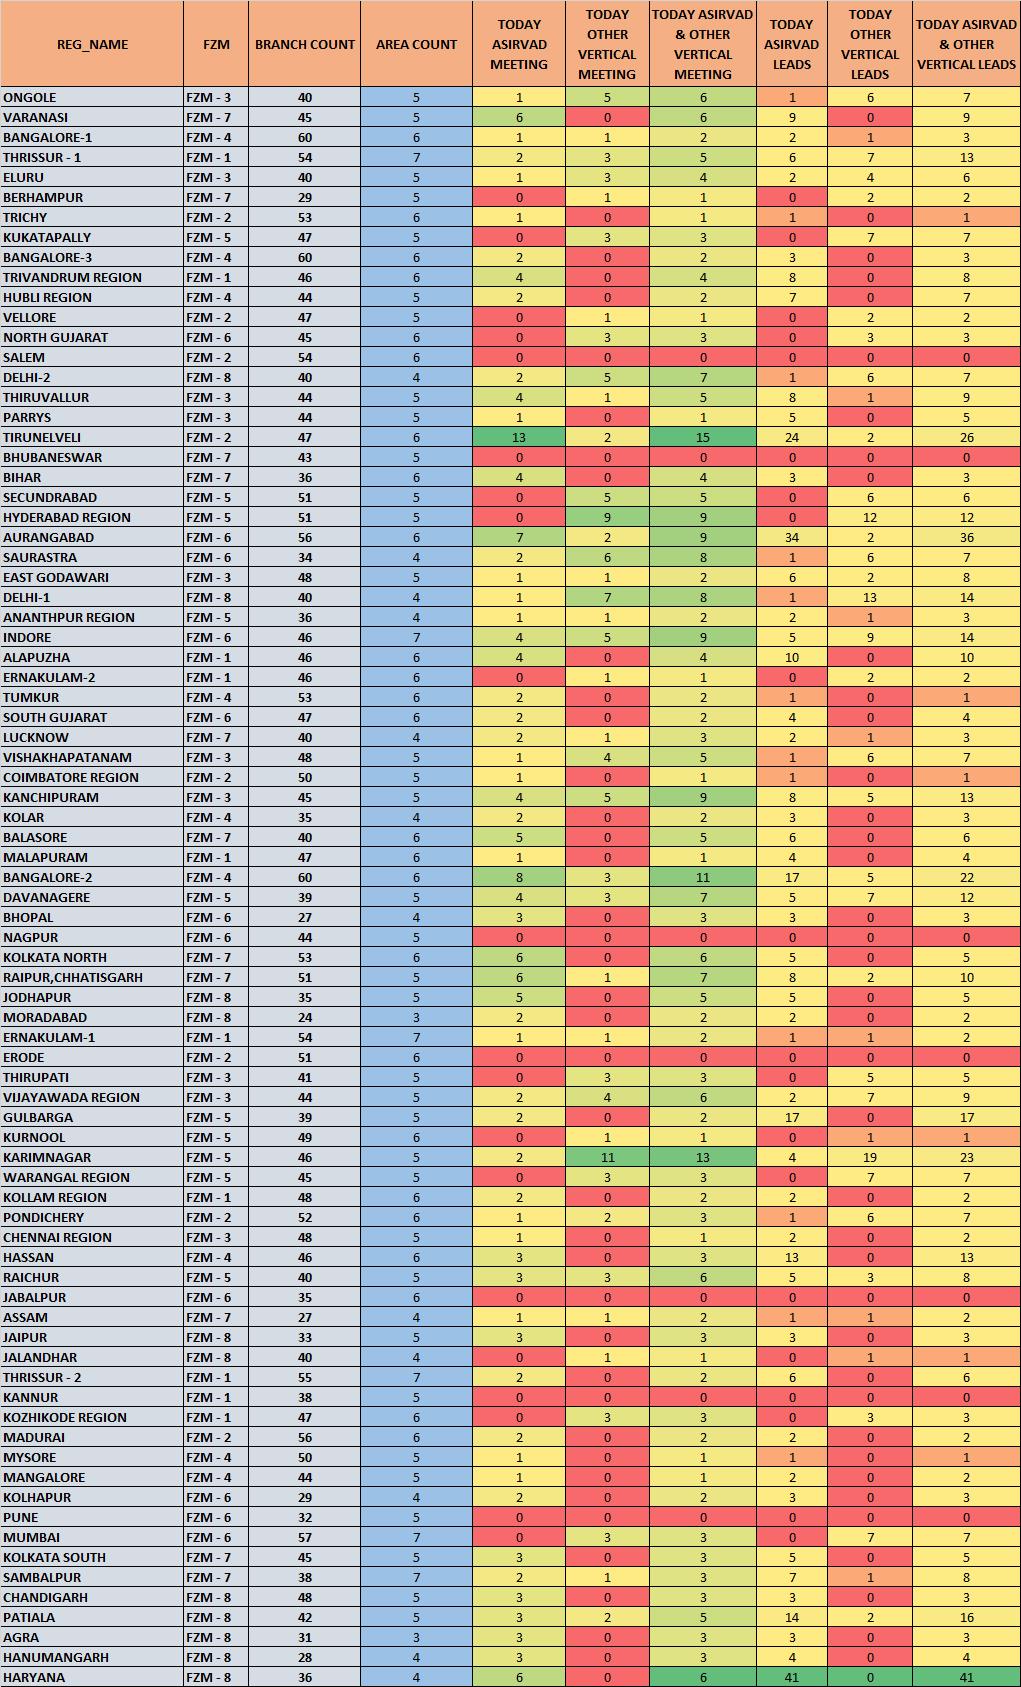 REG_NAME FZM BRANCH COUNT AREA COUNT TODAY ASIRVAD MEETING TODAY OTHER VERTICAL MEETING TODAY ASIRVAD & OTHER VERTICAL MEETING TODAY ASIRVAD LEADS TODAY OTHER VERTICAL LEADS TODAY ASIRVAD & OTHER VERTICAL LEADS
ONGOLE FZM - 3 40 5 1 5 6 1 6 7
VARANASI FZM - 7 45 5 6 0 6 9 0 9
BANGALORE-1 FZM - 4 60 6 1 1 2 2 1 3
THRISSUR - 1 FZM - 1 54 7 2 3 5 6 7 13
ELURU FZM - 3 40 5 1 3 4 2 4 6
BERHAMPUR FZM - 7 29 5 0 1 1 0 2 2
TRICHY FZM - 2 53 6 1 0 1 1 0 1
KUKATAPALLY FZM - 5 47 5 0 3 3 0 7 7
BANGALORE-3 FZM - 4 60 6 2 0 2 3 0 3
TRIVANDRUM REGION FZM - 1 46 6 4 0 4 8 0 8
HUBLI REGION FZM - 4 44 5 2 0 2 7 0 7
VELLORE FZM - 2 47 5 0 1 1 0 2 2
NORTH GUJARAT FZM - 6 45 6 0 3 3 0 3 3
SALEM FZM - 2 54 6 0 0 0 0 0 0
DELHI-2 FZM - 8 40 4 2 5 7 1 6 7
THIRUVALLUR FZM - 3 44 5 4 1 5 8 1 9
PARRYS FZM - 3 44 5 1 0 1 5 0 5
TIRUNELVELI FZM - 2 47 6 13 2 15 24 2 26
BHUBANESWAR FZM - 7 43 5 0 0 0 0 0 0
BIHAR FZM - 7 36 6 4 0 4 3 0 3
SECUNDRABAD FZM - 5 51 5 0 5 5 0 6 6
HYDERABAD REGION FZM - 5 51 5 0 9 9 0 12 12
AURANGABAD FZM - 6 56 6 7 2 9 34 2 36
SAURASTRA FZM - 6 34 4 2 6 8 1 6 7
EAST GODAWARI FZM - 3 48 5 1 1 2 6 2 8
DELHI-1 FZM - 8 40 4 1 7 8 1 13 14
ANANTHPUR REGION FZM - 5 36 4 1 1 2 2 1 3
INDORE FZM - 6 46 7 4 5 9 5 9 14
ALAPUZHA FZM - 1 46 6 4 0 4 10 0 10
ERNAKULAM-2 FZM - 1 46 6 0 1 1 0 2 2
TUMKUR FZM - 4 53 6 2 0 2 1 0 1
SOUTH GUJARAT FZM - 6 47 6 2 0 2 4 0 4
LUCKNOW FZM - 7 40 4 2 1 3 2 1 3
VISHAKHAPATANAM FZM - 3 48 5 1 4 5 1 6 7
COIMBATORE REGION FZM - 2 50 5 1 0 1 1 0 1
KANCHIPURAM FZM - 3 45 5 4 5 9 8 5 13
KOLAR FZM - 4 35 4 2 0 2 3 0 3
BALASORE FZM - 7 40 6 5 0 5 6 0 6
MALAPURAM FZM - 1 47 6 1 0 1 4 0 4
BANGALORE-2 FZM - 4 60 6 8 3 11 17 5 22
DAVANAGERE FZM - 5 39 5 4 3 7 5 7 12
BHOPAL FZM - 6 27 4 3 0 3 3 0 3
NAGPUR FZM - 6 44 5 0 0 0 0 0 0
KOLKATA NORTH FZM - 7 53 6 6 0 6 5 0 5
RAIPUR,CHHATISGARH FZM - 7 51 5 6 1 7 8 2 10
JODHAPUR FZM - 8 35 5 5 0 5 5 0 5
MORADABAD FZM - 8 24 3 2 0 2 2 0 2
ERNAKULAM-1 FZM - 1 54 7 1 1 2 1 1 2
ERODE FZM - 2 51 6 0 0 0 0 0 0
THIRUPATI FZM - 3 41 5 0 3 3 0 5 5
VIJAYAWADA REGION FZM - 3 44 5 2 4 6 2 7 9
GULBARGA FZM - 5 39 5 2 0 2 17 0 17
KURNOOL FZM - 5 49 6 0 1 1 0 1 1
KARIMNAGAR FZM - 5 46 5 2 11 13 4 19 23
WARANGAL REGION FZM - 5 45 5 0 3 3 0 7 7
KOLLAM REGION FZM - 1 48 6 2 0 2 2 0 2
PONDICHERY FZM - 2 52 6 1 2 3 1 6 7
CHENNAI REGION FZM - 3 48 5 1 0 1 2 0 2
HASSAN FZM - 4 46 6 3 0 3 13 0 13
RAICHUR FZM - 5 40 5 3 3 6 5 3 8
JABALPUR FZM - 6 35 6 0 0 0 0 0 0
ASSAM FZM - 7 27 4 1 1 2 1 1 2
JAIPUR FZM - 8 33 5 3 0 3 3 0 3
JALANDHAR FZM - 8 40 4 0 1 1 0 1 1
THRISSUR - 2 FZM - 1 55 7 2 0 2 6 0 6
KANNUR FZM - 1 38 5 0 0 0 0 0 0
KOZHIKODE REGION FZM - 1 47 6 0 3 3 0 3 3
MADURAI FZM - 2 56 6 2 0 2 2 0 2
MYSORE FZM - 4 50 5 1 0 1 1 0 1
MANGALORE FZM - 4 44 5 1 0 1 2 0 2
KOLHAPUR FZM - 6 29 4 2 0 2 3 0 3
PUNE FZM - 6 32 5 0 0 0 0 0 0
MUMBAI FZM - 6 57 7 0 3 3 0 7 7
KOLKATA SOUTH FZM - 7 45 5 3 0 3 5 0 5
SAMBALPUR FZM - 7 38 7 2 1 3 7 1 8
CHANDIGARH FZM - 8 48 5 3 0 3 3 0 3
PATIALA FZM - 8 42 5 3 2 5 14 2 16
AGRA FZM - 8 31 3 3 0 3 3 0 3
HANUMANGARH FZM - 8 28 4 3 0 3 4 0 4
HARYANA FZM - 8 36 4 6 0 6 41 0 41